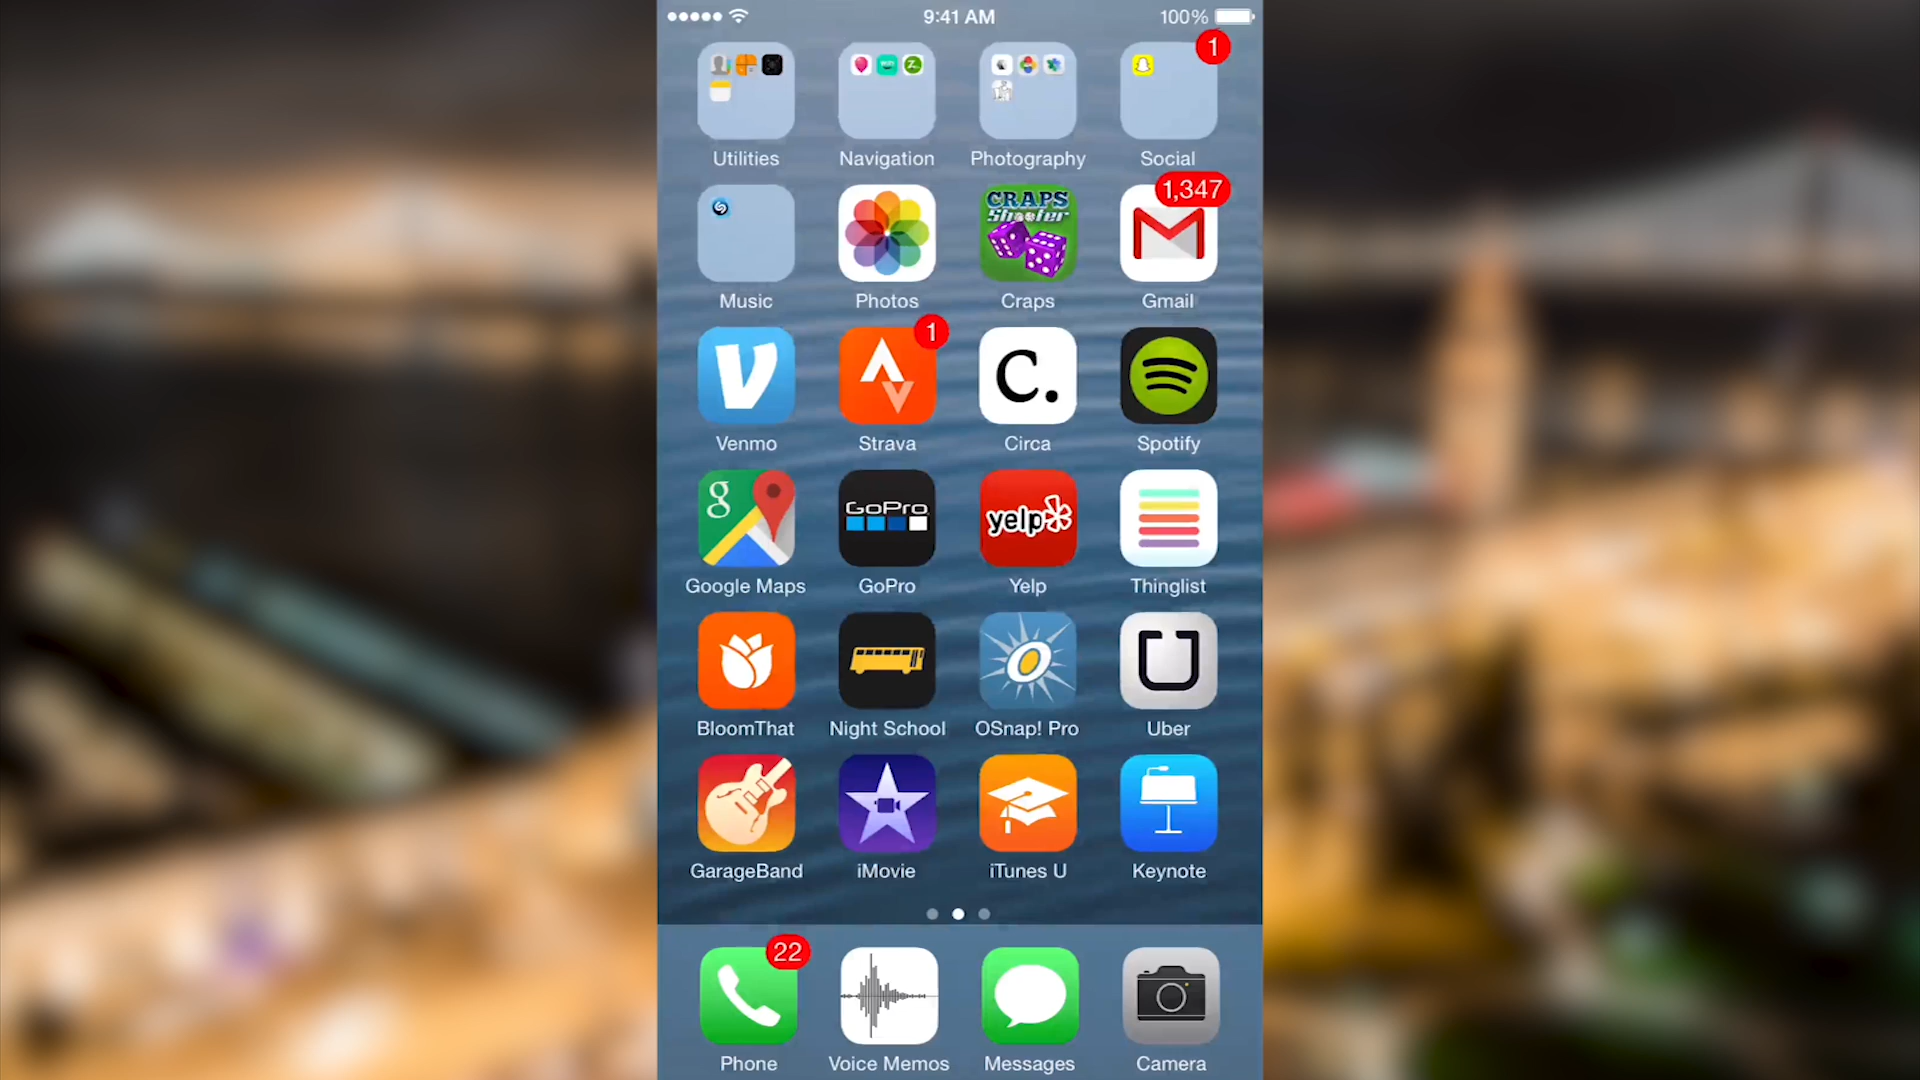 9:41 AM 100%
1
Utilities Navigation Photography Social
1,347
CRAPS
Shooter
Music Photos Craps Gmail
1
C.
Venmo Strava Circa Spotify
g GoPro yelp
Google Maps GoPro Yelp Thinglist
BloomThat Night School OSnap! Pro Uber
GarageBand iMovie iTunes U Keynote
22
Phone Voice Memos Messages Camera